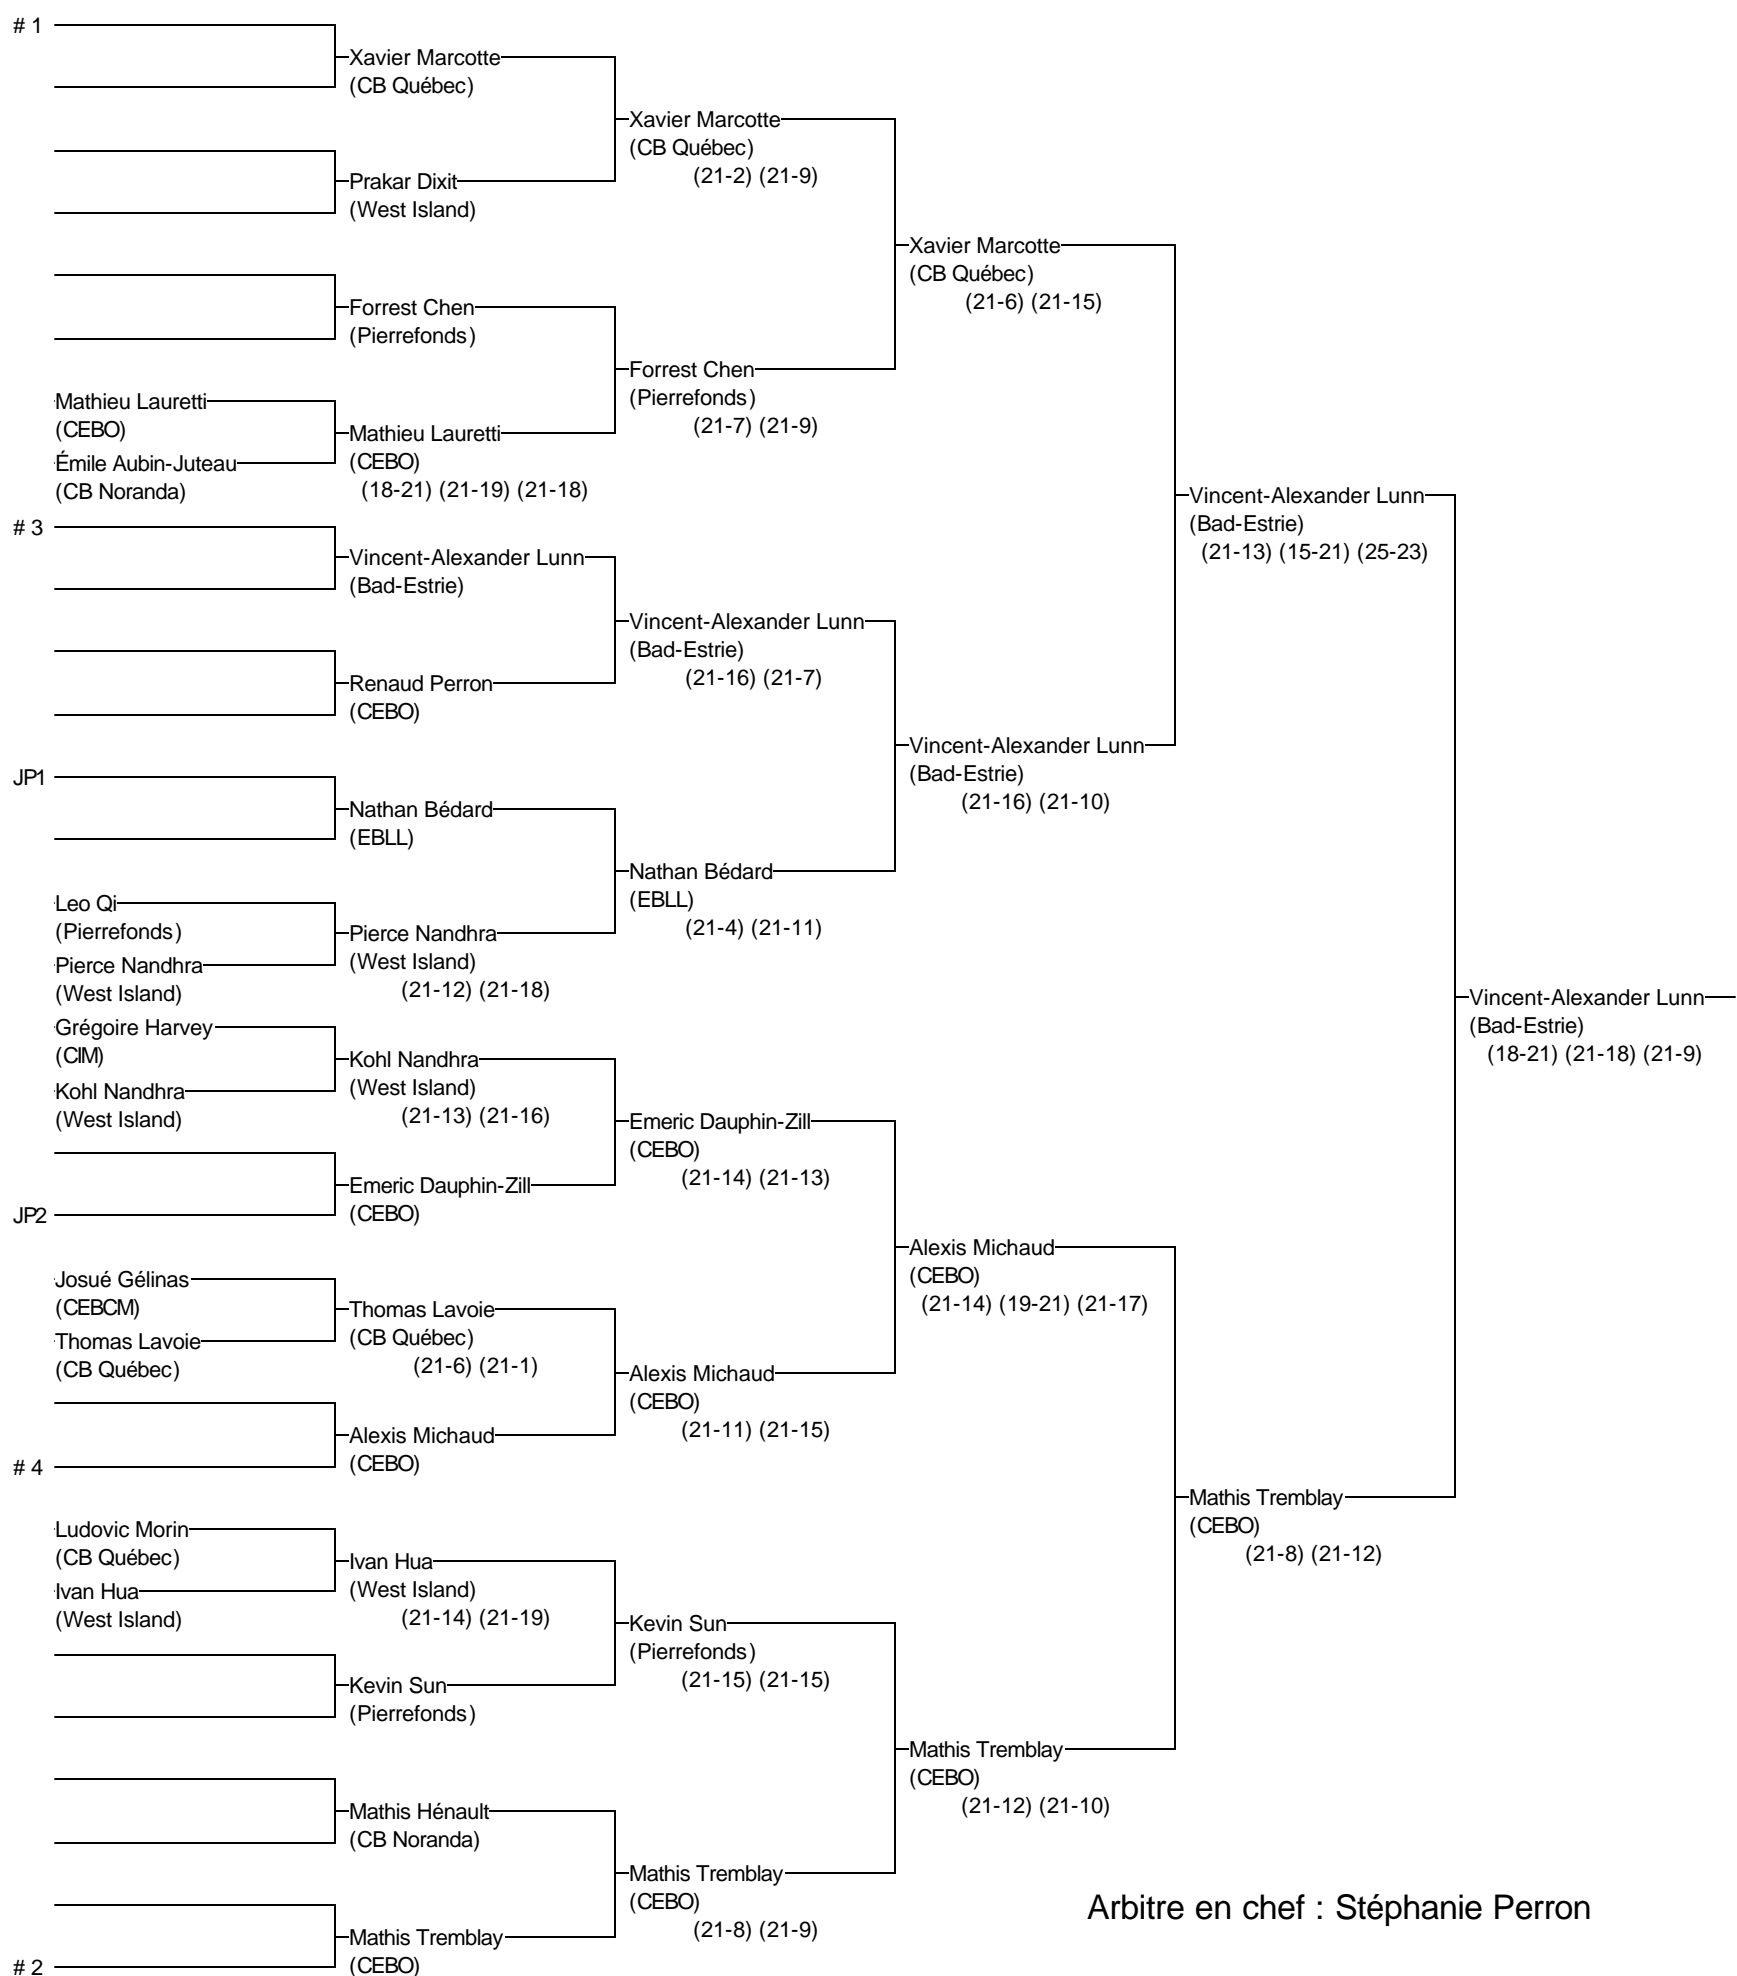 # 1
Xavier Marcotte
(CB Québec)
Xavier Marcotte
(CB Québec)
(21-2) (21-9)
Prakar Dixit
(West Island)
Xavier Marcotte
(CB Québec)
(21-6) (21-15)
Forrest Chen
(Pierrefonds)
Forrest Chen
(Pierrefonds)
(21-7) (21-9)
Mathieu Lauretti
(CEBO)
Émile Aubin-Juteau
(CB Noranda)
Mathieu Lauretti
(CEBO)
(18-21) (21-19) (21-18)
Vincent-Alexander Lunn
(Bad-Estrie)
(21-13) (15-21) (25-23)
# 3
Vincent-Alexander Lunn
(Bad-Estrie)
Vincent-Alexander Lunn
(Bad-Estrie)
(21-16) (21-7)
Renaud Perron
(CEBO)
Vincent-Alexander Lunn
(Bad-Estrie)
(21-16) (21-10)
JP1
Nathan Bédard
(EBLL)
Nathan Bédard
(EBLL)
(21-4) (21-11)
Leo Qi
(Pierrefonds)
Pierce Nandhra
(West Island)
Pierce Nandhra
(West Island)
(21-12) (21-18)
Vincent-Alexander Lunn
(Bad-Estrie)
(18-21) (21-18) (21-9)
Grégoire Harvey
(CIM)
Kohl Nandhra
(West Island)
Kohl Nandhra
(West Island)
(21-13) (21-16)
Emeric Dauphin-Zill
(CEBO)
(21-14) (21-13)
Emeric Dauphin-Zill
(CEBO)
JP2
Alexis Michaud
(CEBO)
(21-14) (19-21) (21-17)
Josué Gélinas
(CEBCM)
Thomas Lavoie
(CB Québec)
Thomas Lavoie
(CB Québec)
(21-6) (21-1)
Alexis Michaud
(CEBO)
(21-11) (21-15)
Alexis Michaud
(CEBO)
# 4
Mathis Tremblay
(CEBO)
(21-8) (21-12)
Ludovic Morin
(CB Québec)
Ivan Hua
(West Island)
Ivan Hua
(West Island)
(21-14) (21-19)
Kevin Sun
(Pierrefonds)
(21-15) (21-15)
Kevin Sun
(Pierrefonds)
Mathis Tremblay
(CEBO)
(21-12) (21-10)
Mathis Hénault
(CB Noranda)
Mathis Tremblay
(CEBO)
(21-8) (21-9)
Mathis Tremblay
(CEBO)
# 2
Arbitre en chef : Stéphanie Perron